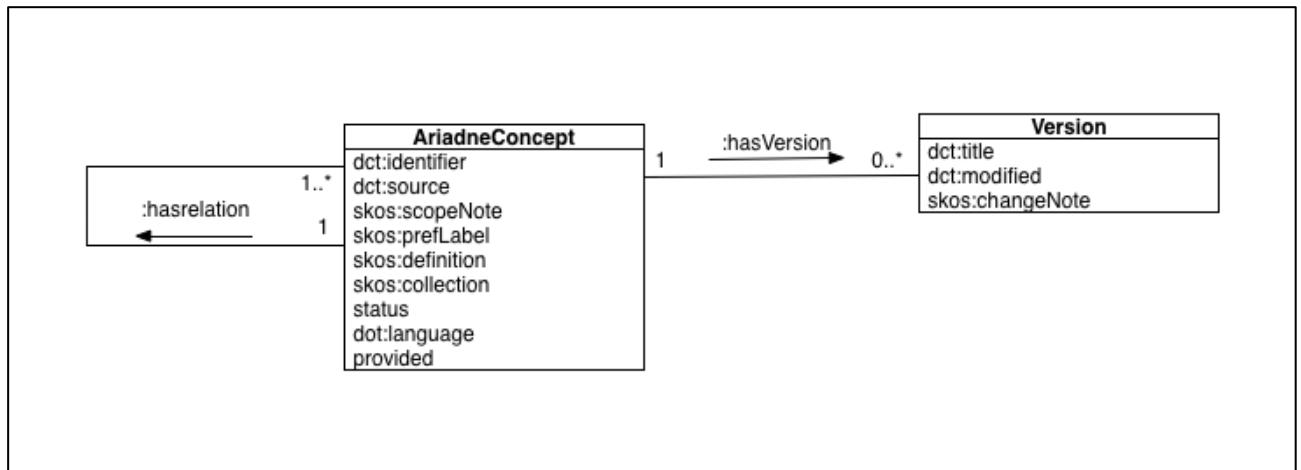 AriadneConcept
dct:identifier
dct:source
skos:scopeNote
skos:prefLabel
skos:definition
skos:collection
status
dot:language
provided
1..*
:hasrelation
1
1
:hasVersion
0..*
Version
dct:title
dct:modified
skos:changeNote